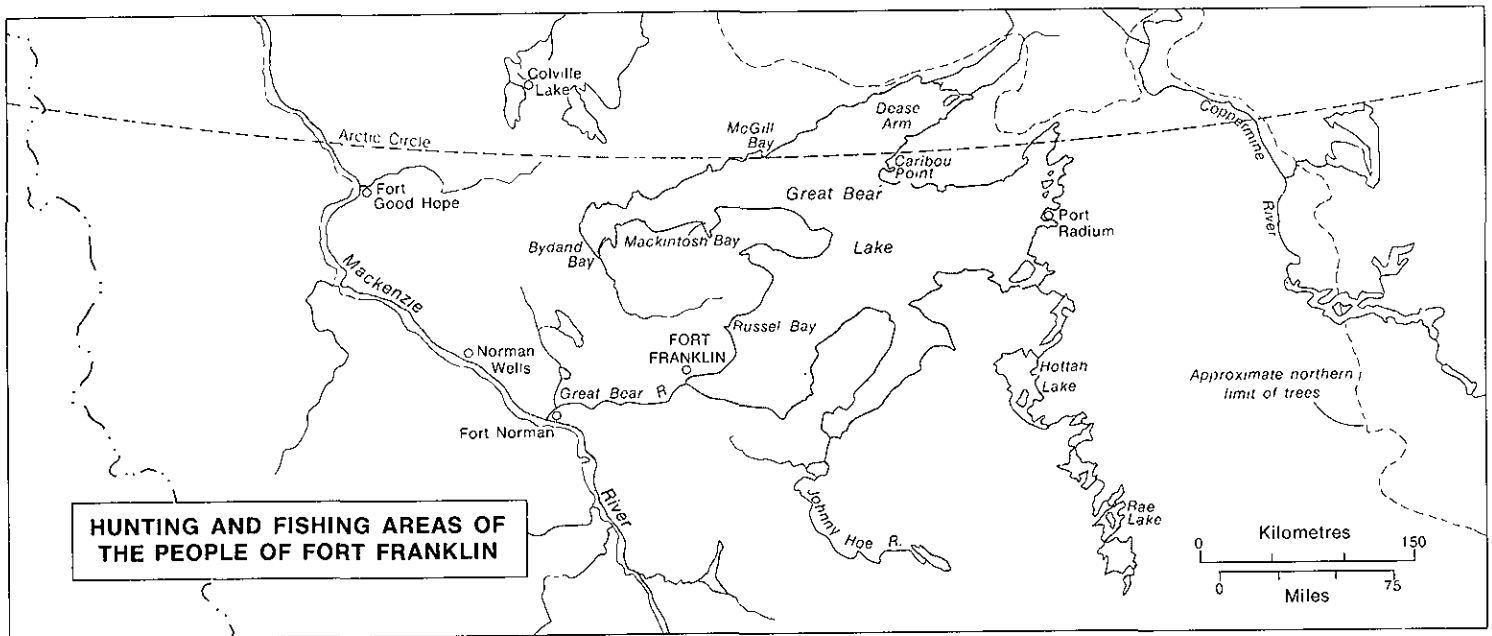 Colville
Lake
Dease
Arm
Coppermine
River
McGill
Bay
Arctic Circle
Caribou
Point
Fort
Good Hope
Great Bear
Lake
Port
Radium
Bydand
Bay
Mackintosh Bay
Mackenzie
River
Russel Bay
FORT
FRANKLIN
Norman
Wells
Great Bear R.
Fort Norman
Hottah
Lake
Approximate northern
limit of trees
Johnny Hoe R.
Rae
Lake
HUNTING AND FISHING AREAS OF
THE PEOPLE OF FORT FRANKLIN
Kilometres
0 150
0 75
Miles